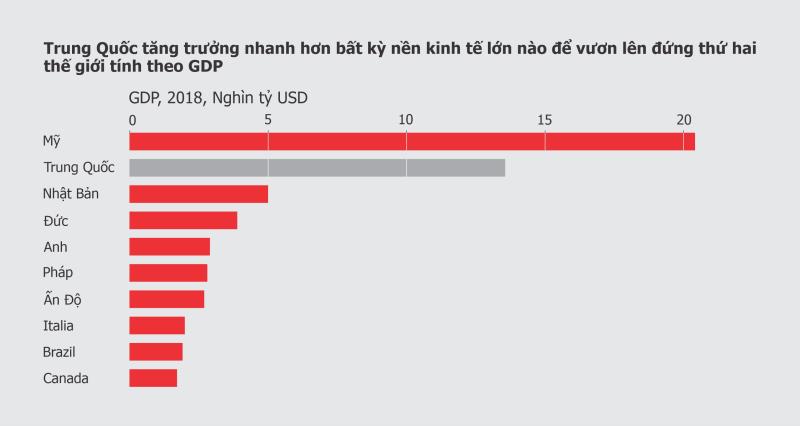 Trung Quốc tăng trưởng nhanh hơn bất kỳ nền kinh tế lớn nào để vươn lên đứng thứ hai
thế giới tính theo GDP
GDP, 2018, Nghìn tỷ USD
0 5 10 15 20
Mỹ
Trung Quốc
Nhật Bản
Đức
Anh
Pháp
Ấn Độ
Italia
Brazil
Canada